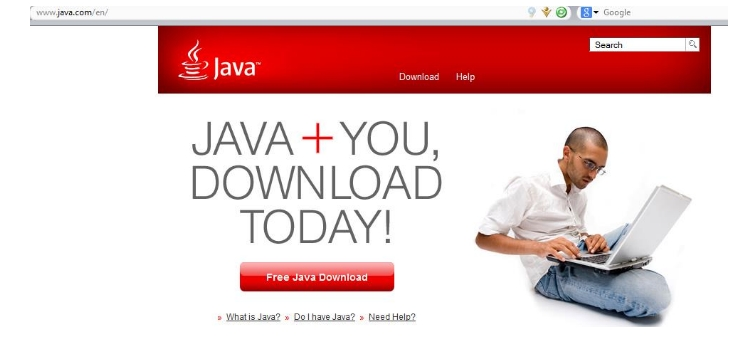 www.java.com/en/
Google
Search
Java™
Download Help
JAVA + YOU,
DOWNLOAD
TODAY!
Free Java Download
» What is Java? » Do I have Java? » Need Help?